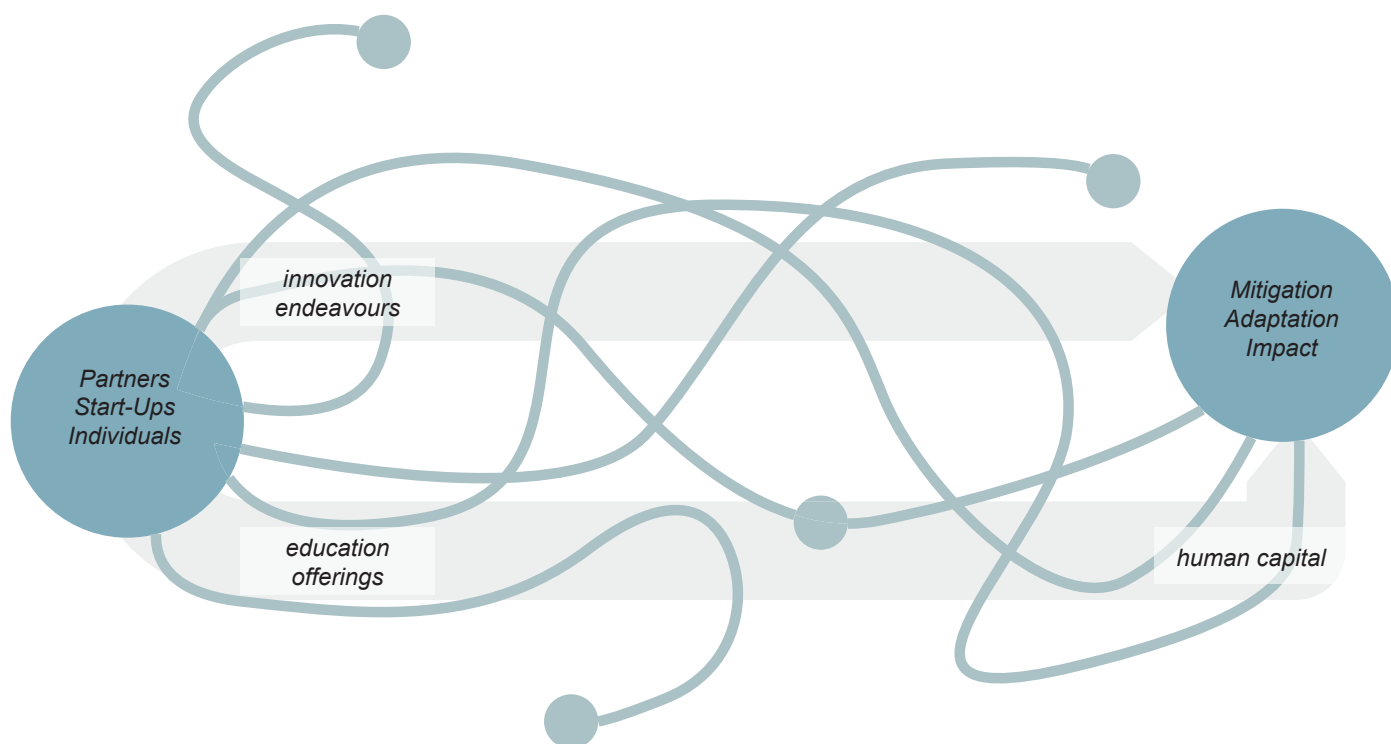 innovation
endeavours
Partners
Start-Ups
Individuals
Mitigation
Adaptation
Impact
education
offerings
human capital